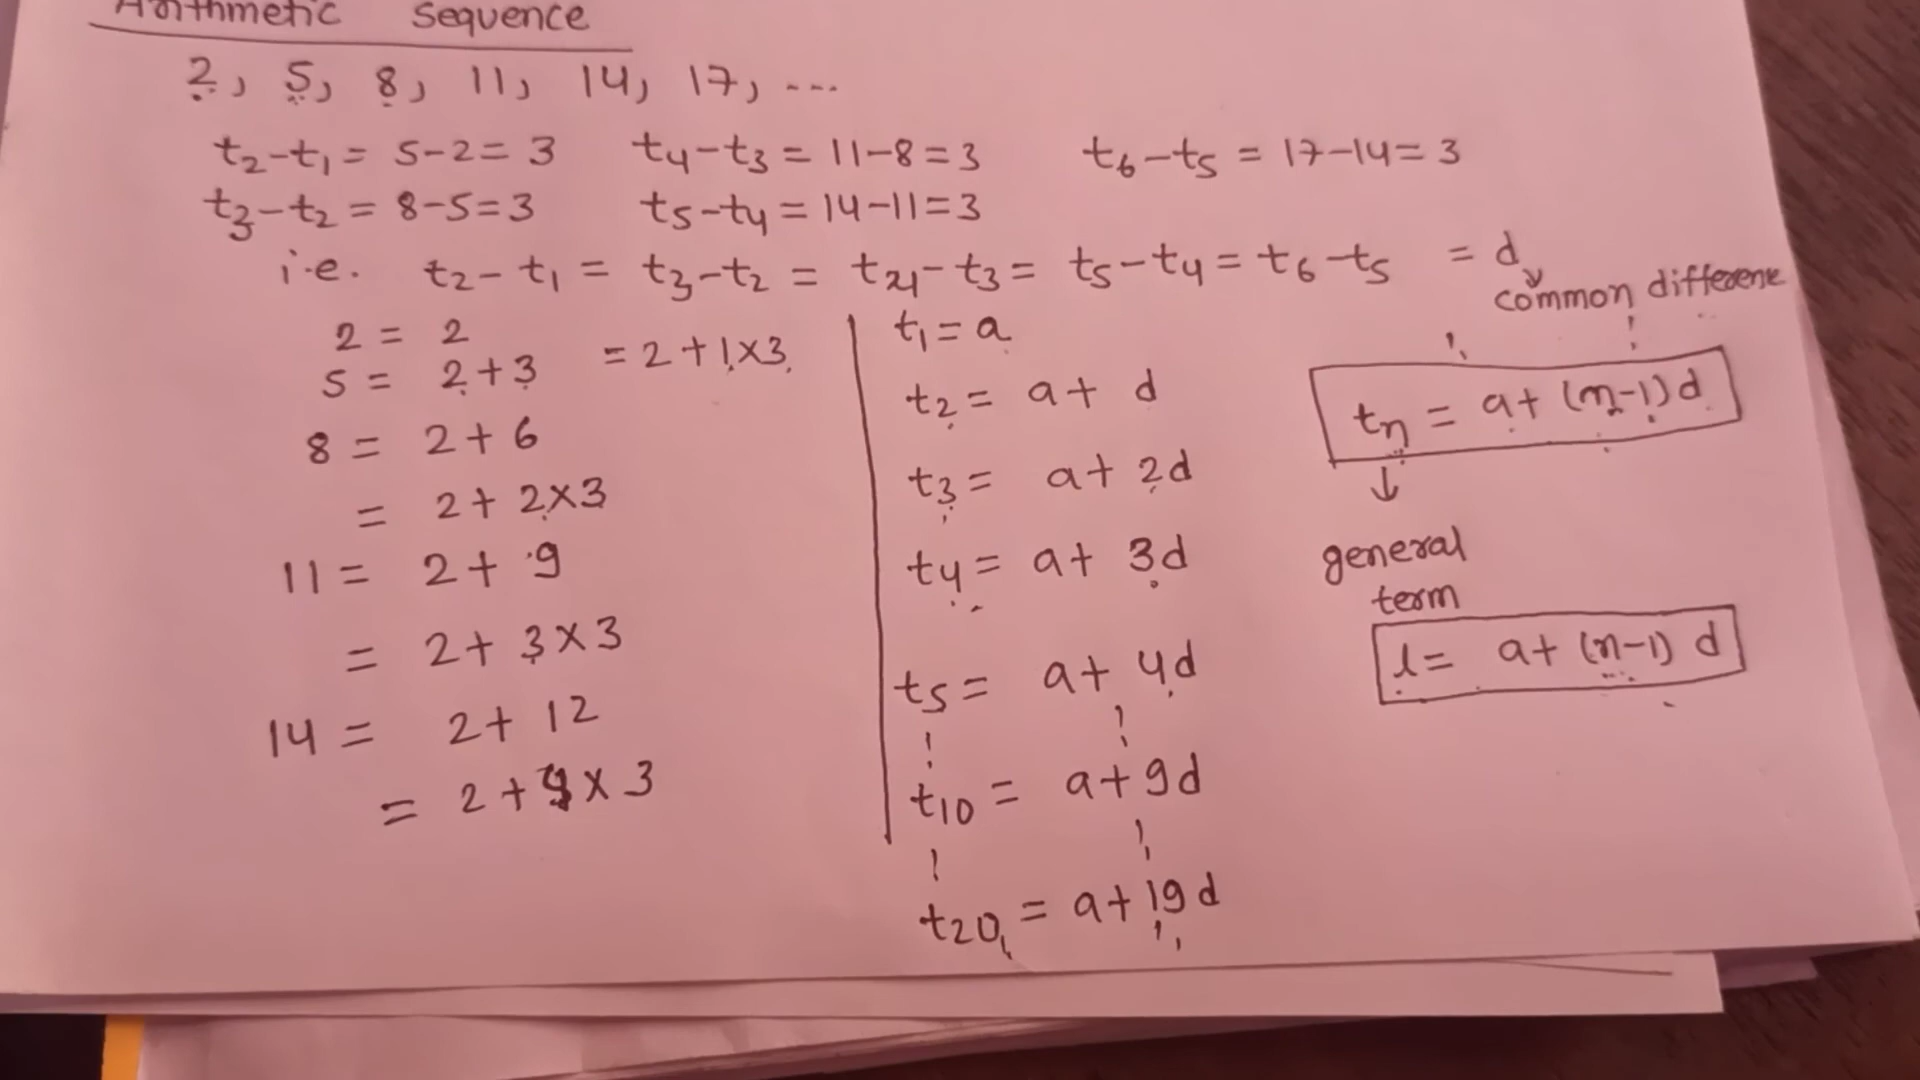 Arithmetic Sequence
2, 5, 8, 11, 14, 17, ...
t2-t1 = 5-2 = 3 t4-t3 = 11-8 = 3 t6-t5 = 17-14 = 3
t3-t2 = 8-5 = 3 t5-t4 = 14-11 = 3
i.e. t2-t1 = t3-t2 = t4-t3 = t5-t4 = t6-t5 = d
common difference
2 = 2
5 = 2+3 = 2+1×3
8 = 2+6
= 2+2×3
11 = 2+9
= 2+3×3
14 = 2+12
= 2+4×3
t1 = a
t2 = a+ d
t3 = a+ 2d
t4 = a+ 3d
t5 = a+ 4d
t10 = a+9d
t20 = a+19d
tn = a+(n-1)d
↓
general
term
l = a+(n-1) d